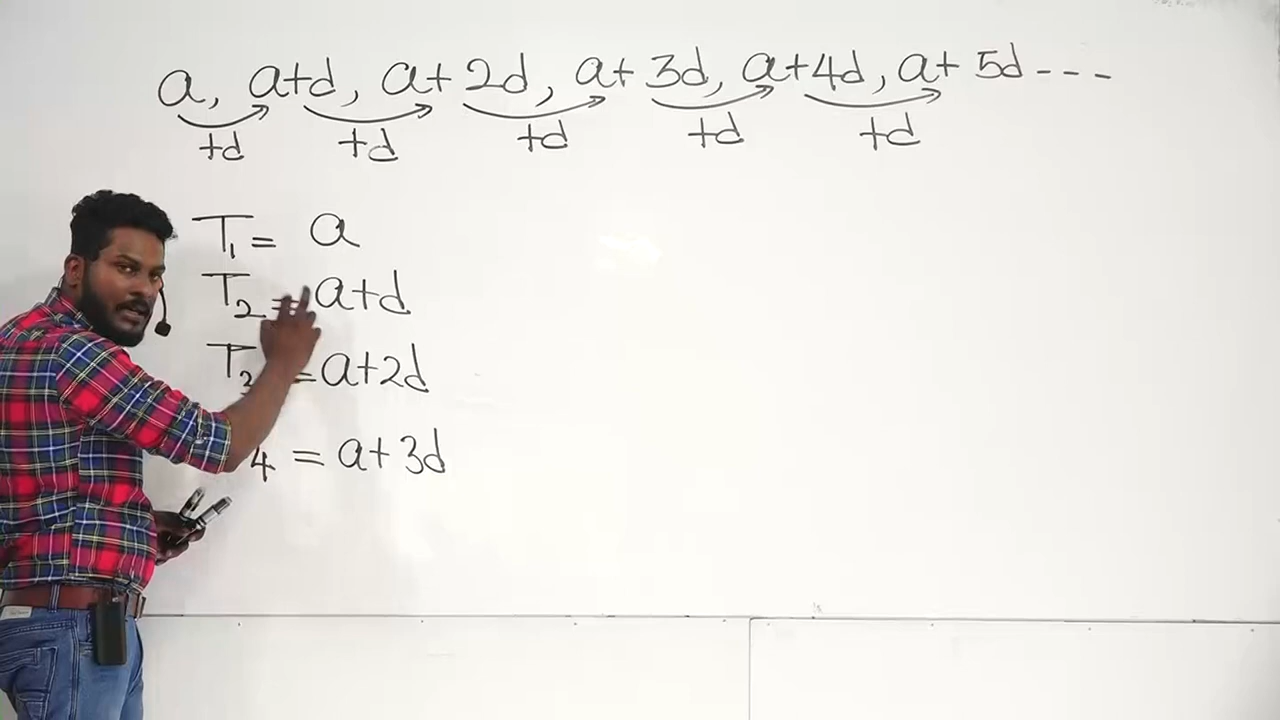 a, a+d, a+2d, a+3d, a+4d, a+5d---
+d +d +d +d +d
T₁ = a
T₂ = a+d
T₃ = a+2d
4 = a+3d